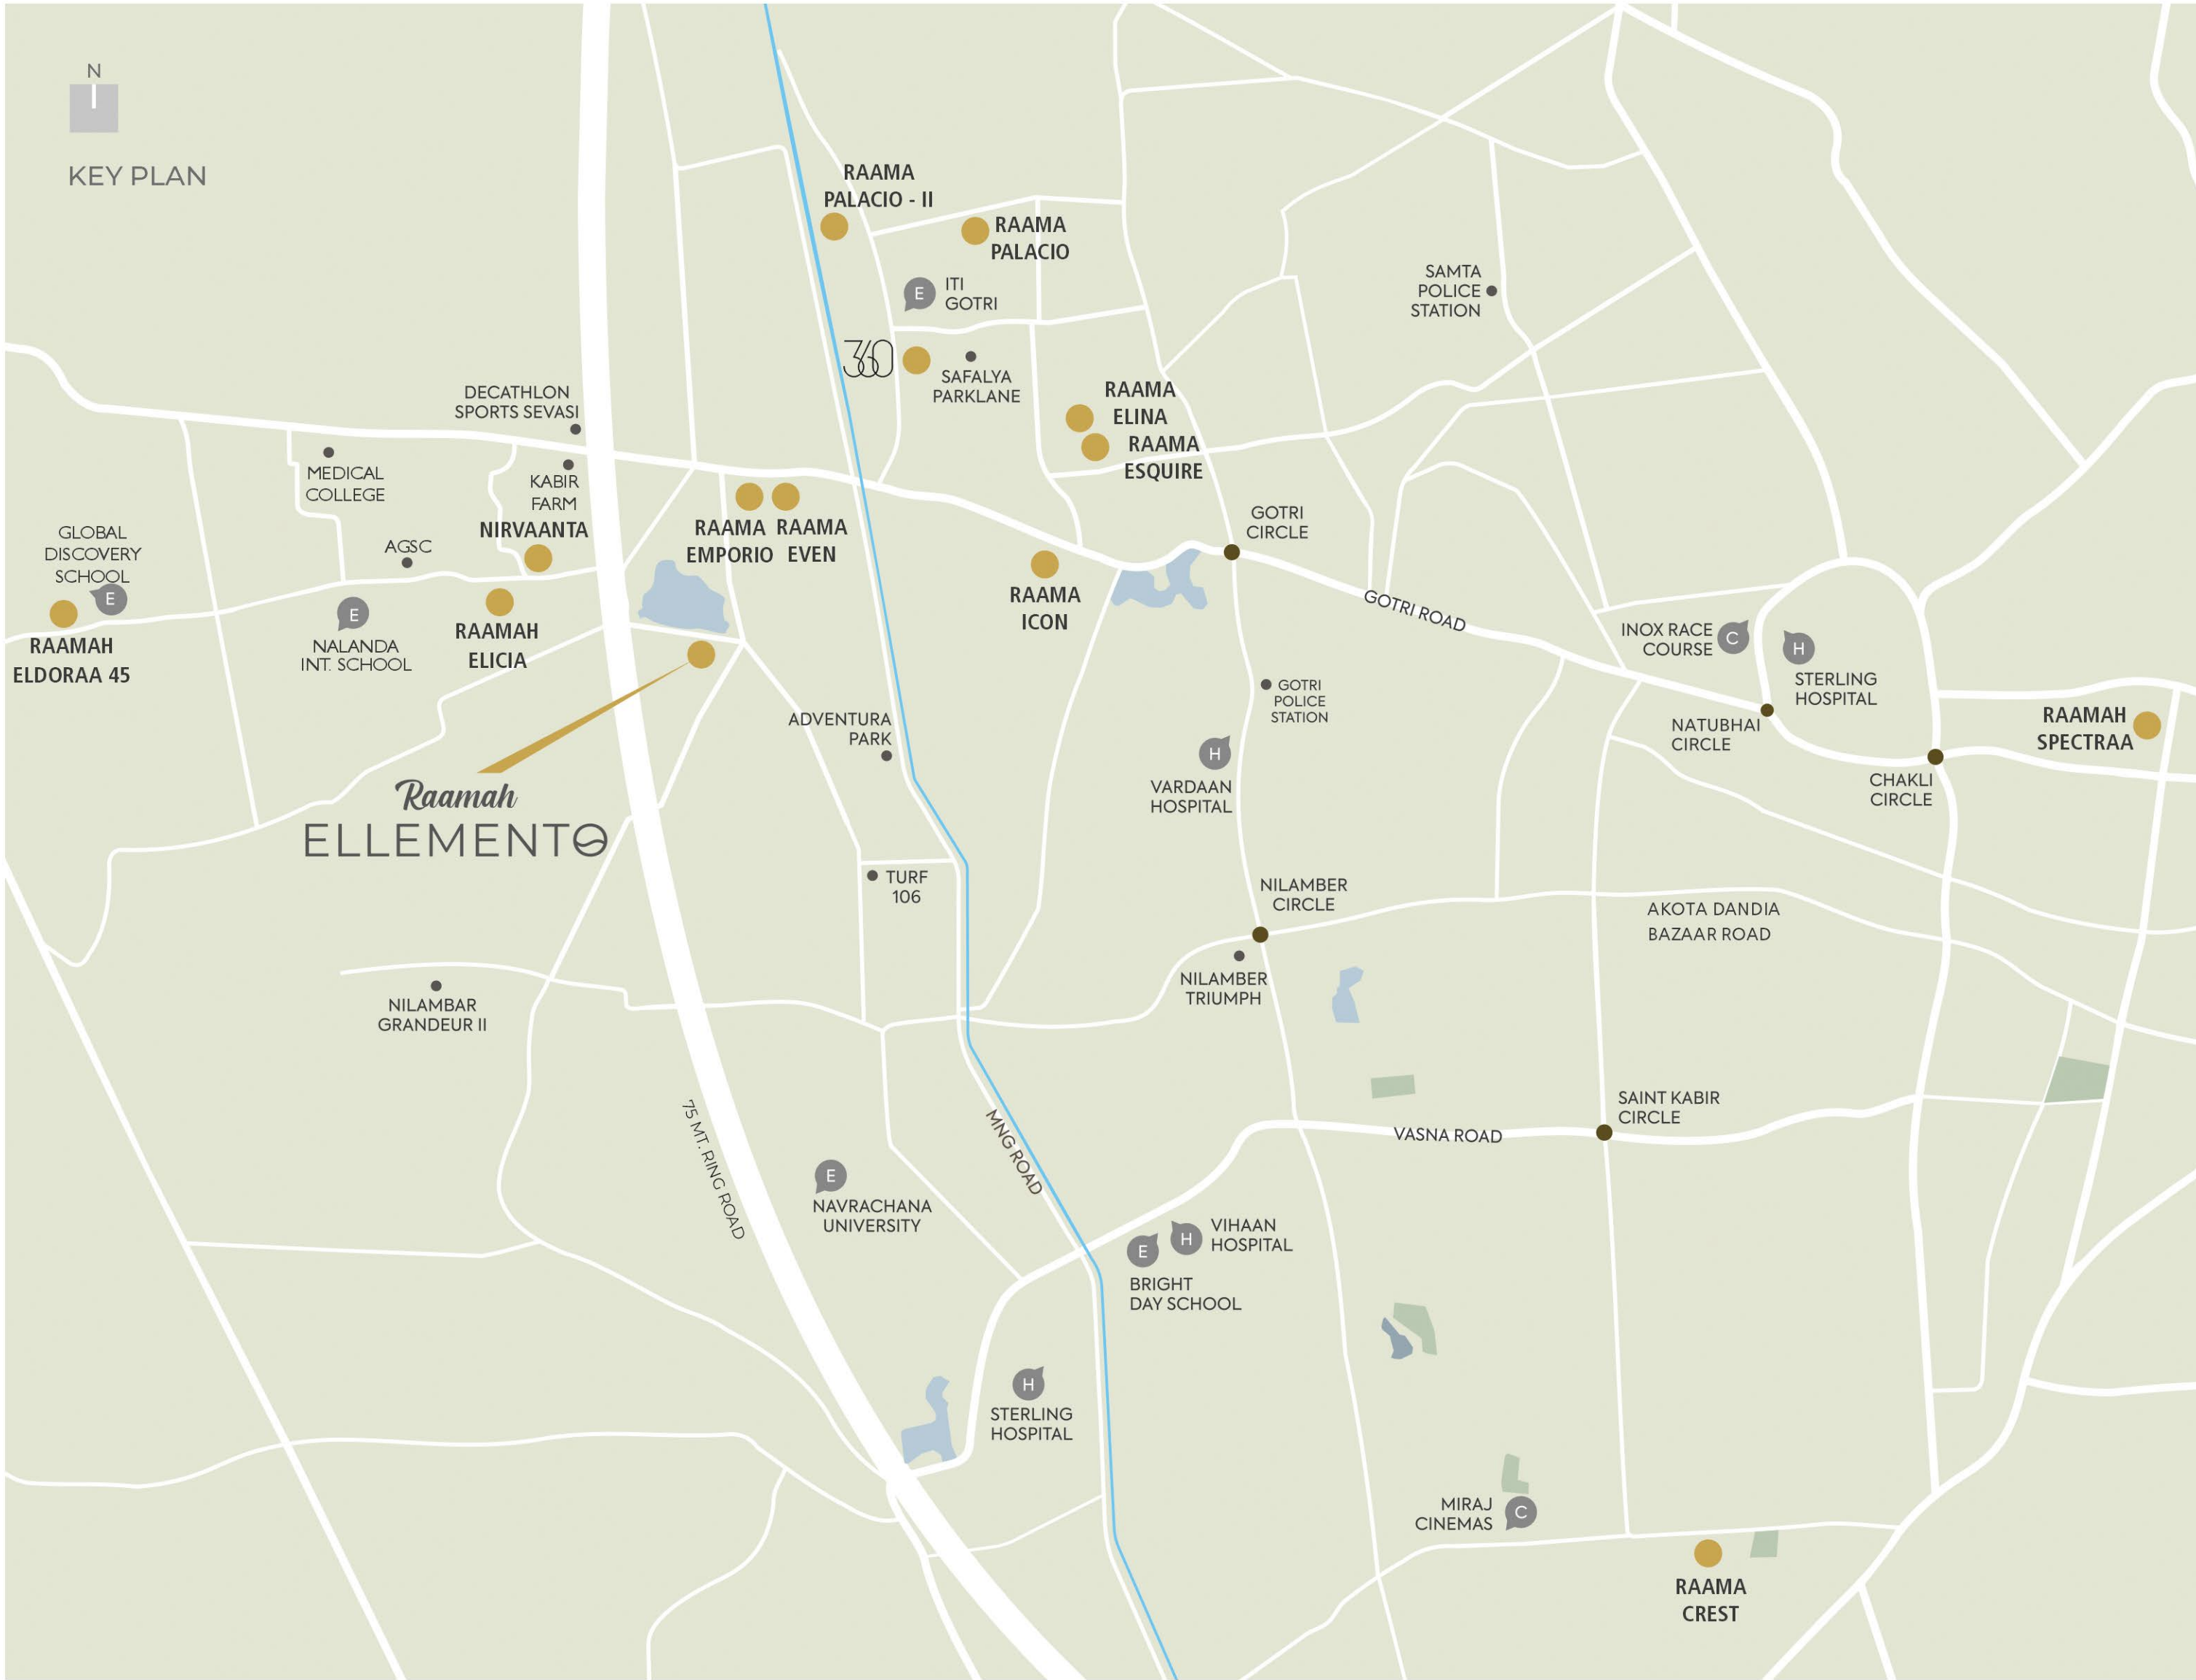 N
KEY PLAN
RAAMA
PALACIO - II
RAAMA
PALACIO
E
ITI
GOTRI
SAMTA
POLICE
STATION
360
SAFALYA
PARKLANE
DECATHLON
SPORTS SEVASI
RAAMA
ELINA
RAAMA
ESQUIRE
MEDICAL
COLLEGE
KABIR
FARM
NIRVAANTA
RAAMA
EMPORIO
RAAMA
EVEN
GOTRI
CIRCLE
GLOBAL
DISCOVERY
SCHOOL
E
AGSC
RAAMAH
ELDORAA 45
E
NALANDA
INT. SCHOOL
RAAMAH
ELICIA
RAAMA
ICON
GOTRI ROAD
INOX RACE
COURSE
C
H
STERLING
HOSPITAL
GOTRI
POLICE
STATION
NATUBHAI
CIRCLE
RAAMAH
SPECTRAA
ADVENTURA
PARK
H
VARDAAN
HOSPITAL
CHAKLI
CIRCLE
Raamah
ELLEMENTO
TURF
106
NILAMBER
CIRCLE
AKOTA DANDIA
BAZAAR ROAD
NILAMBER
TRIUMPH
NILAMBAR
GRANDEUR II
75 MT. RING ROAD
MNG ROAD
SAINT KABIR
CIRCLE
VASNA ROAD
E
NAVRACHANA
UNIVERSITY
E
H
VIHAAN
HOSPITAL
BRIGHT
DAY SCHOOL
H
STERLING
HOSPITAL
MIRAJ
CINEMAS
C
RAAMA
CREST